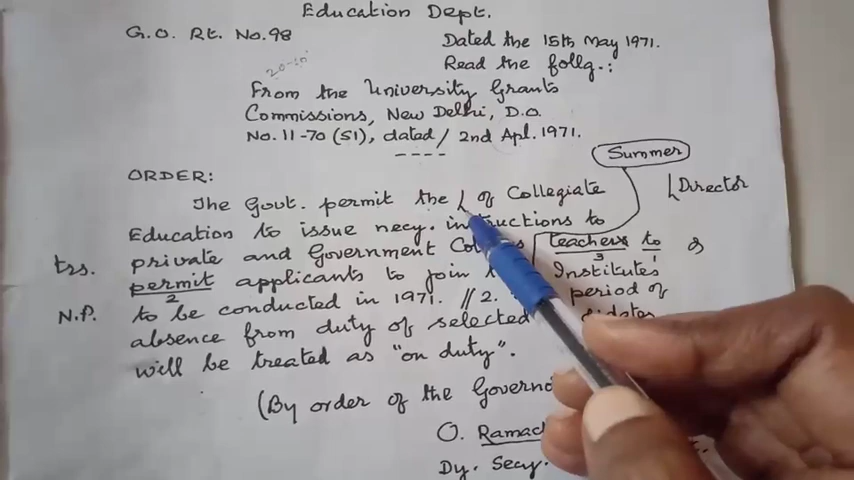 Education Dept.
G.O. Rt. No.98
Dated the 15th May 1971.
Read the follg.:
20-10
From the University Grants
Commissions, New Delhi, D.O.
No. 11-70 (S1), dated / 2nd Apl. 1971.
----
Summer
ORDER:
The Govt. permit the / of Collegiate
Director
Education to issue necy. instructions to
private and Government teachers to
trs.
3 1
permit applicants to join Institutes
2
N.P.
to be conducted in 1971. // 2. period of
absence from duty of selected
will be treated as "on duty".
(By order of the
O.
Dy. Secy.